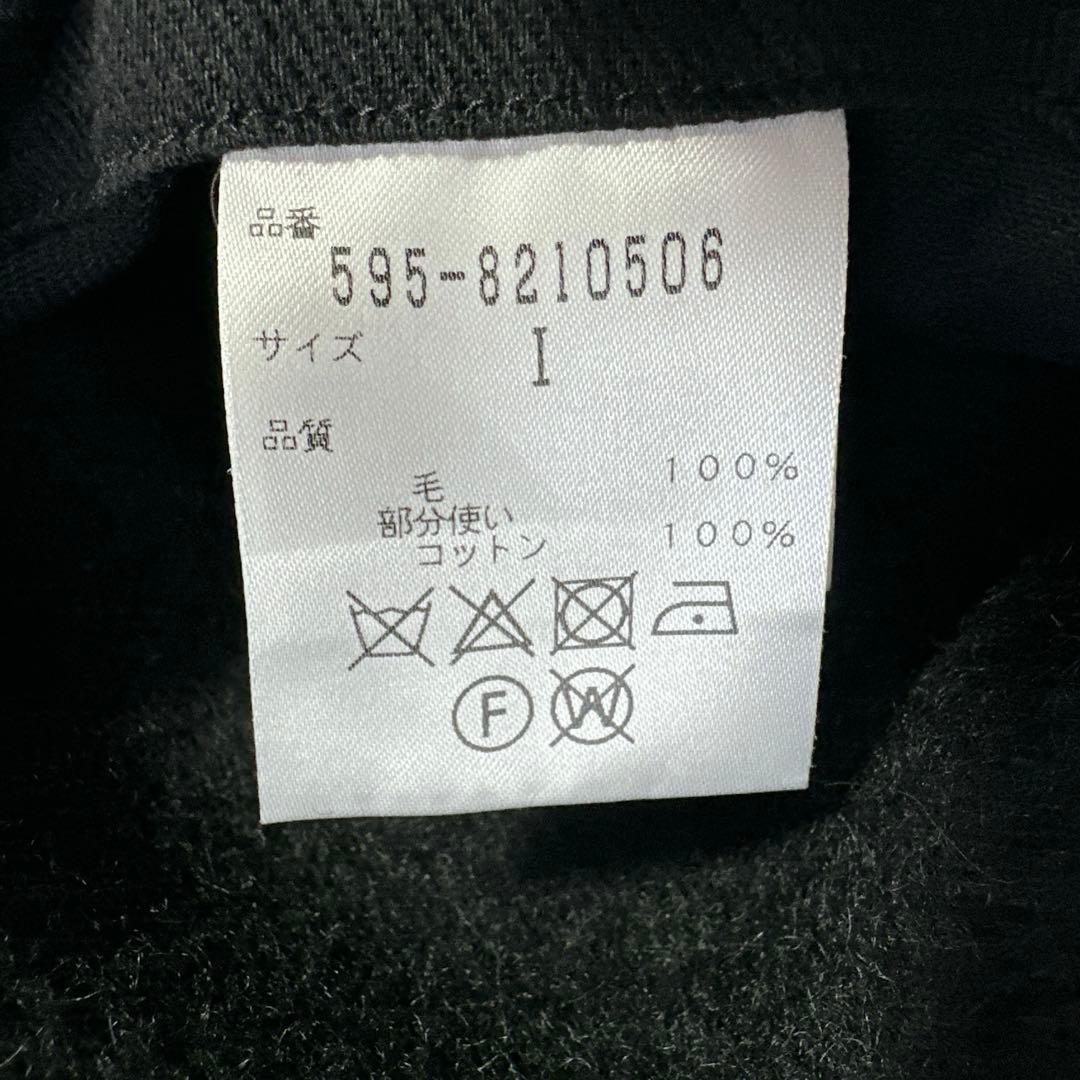 品番
595-8210506
サイズ I
品質
毛 100%
部分使い
コットン 100%
F W